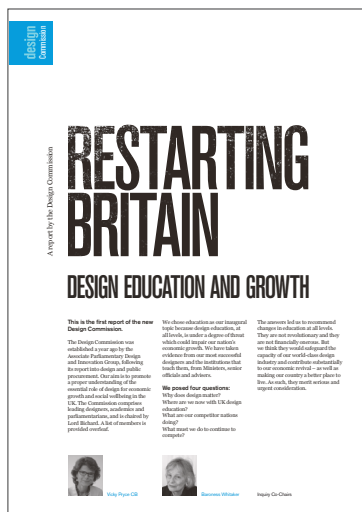 design
Commission
A report by the Design Commission
RESTARTING
BRITAIN
DESIGN EDUCATION AND GROWTH
This is the first report of the new
Design Commission.
The Design Commission was
established a year ago by the
Associate Parliamentary Design
and Innovation Group, following
its report into design and public
procurement. Our aim is to promote
a proper understanding of the
essential role of design for economic
growth and social wellbeing in the
UK. The Commission comprises
leading designers, academics and
parliamentarians, and is chaired by
Lord Bichard. A list of members is
provided overleaf.
We chose education as our inaugural
topic because design education, at
all levels, is under a degree of threat
which could impair our nation's
economic growth. We have taken
evidence from our most successful
designers and the institutions that
teach them, from Ministers, senior
officials and advisers.
We posed four questions:
Why does design matter?
Where are we now with UK design
education?
What are our competitor nations
doing?
What must we do to continue to
compete?
The answers led us to recommend
changes in education at all levels.
They are not revolutionary and they
are not financially onerous. But
we think they would safeguard the
capacity of our world-class design
industry and contribute substantially
to our economic revival – as well as
making our country a better place to
live. As such, they merit serious and
urgent consideration.
Vicky Pryce CB
Baroness Whitaker
Inquiry Co-Chairs